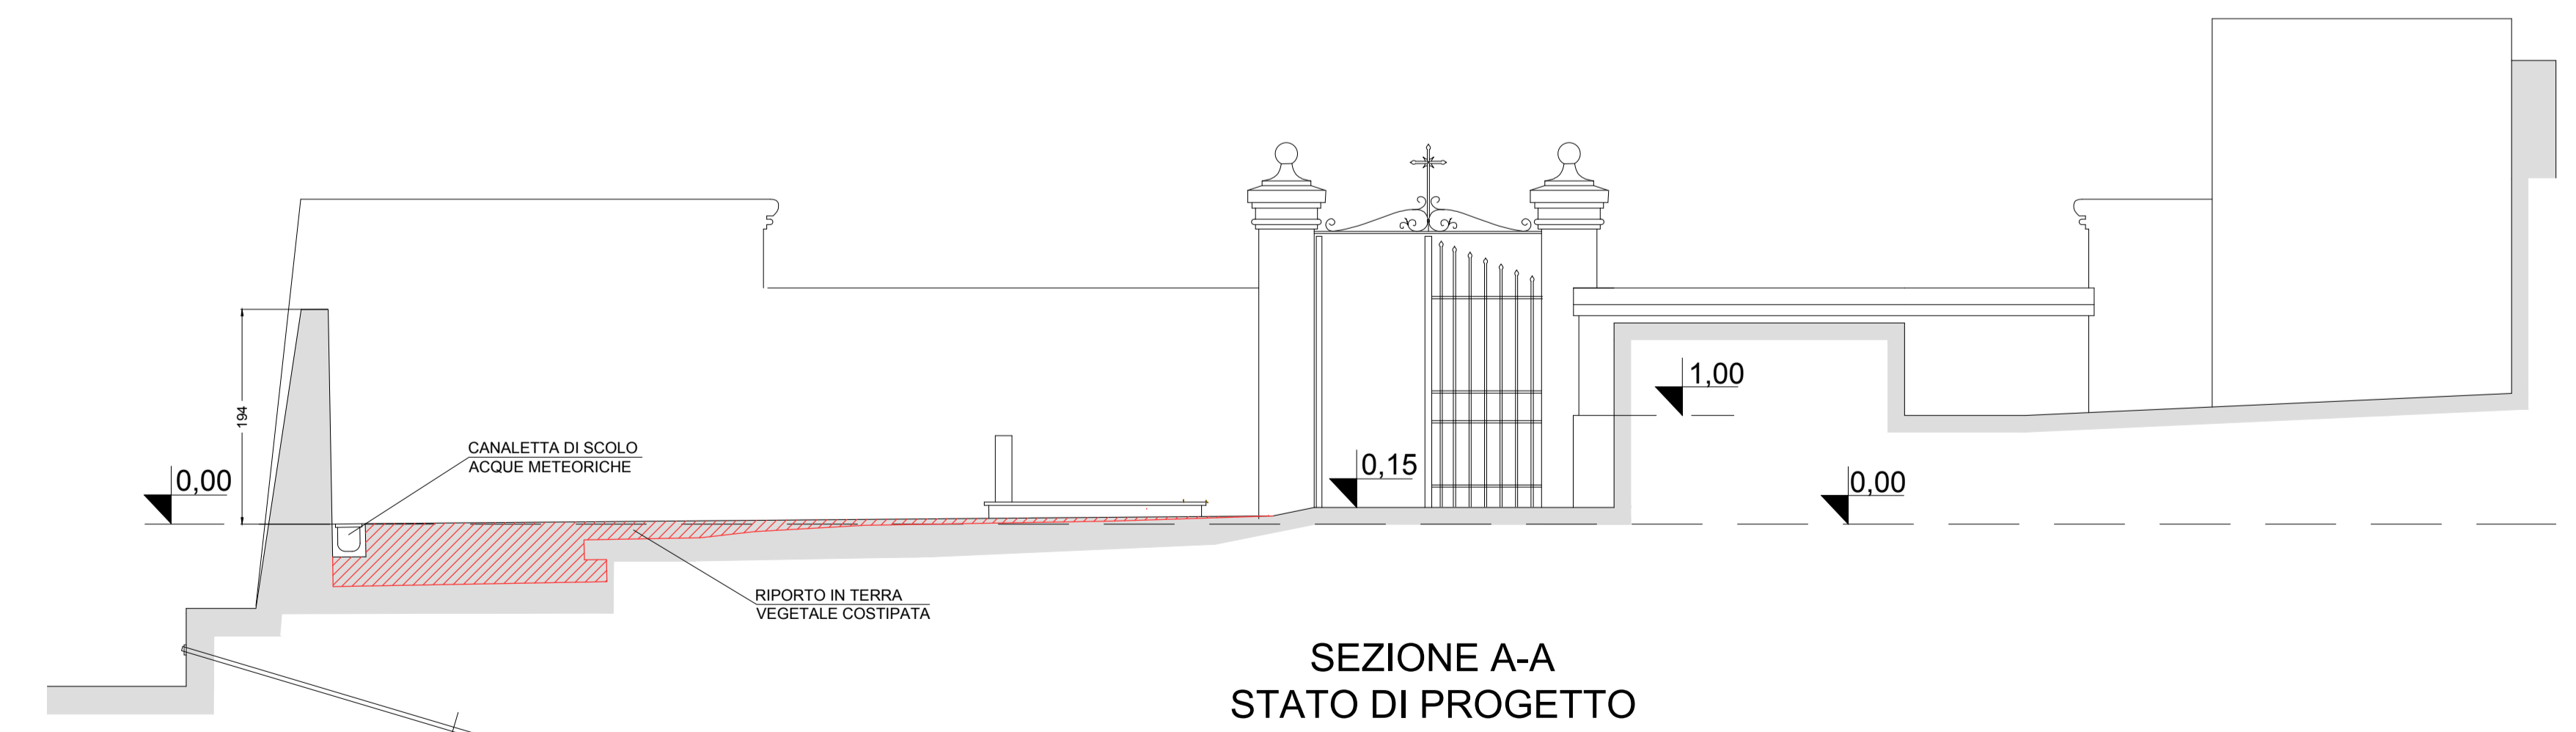 194
0,00
CANALETTA DI SCOLO
ACQUE METEORICHE
RIPORTO IN TERRA
VEGETALE COSTIPATA
0,15
1,00
0,00
SEZIONE A-A
STATO DI PROGETTO